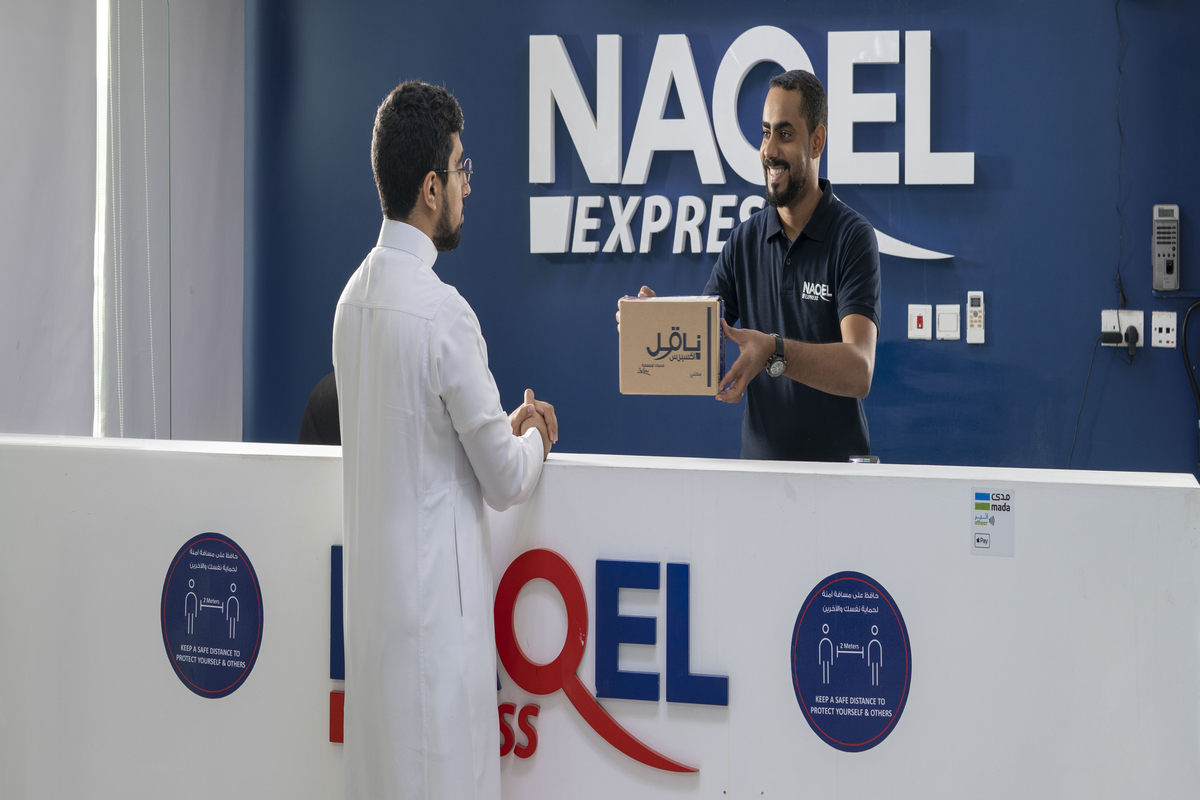 NAQEL
EXPRESS
NAQEL
EXPRESS
ناقل
اكسبرس
مدى
mada
Pay
حافظ على مسافة آمنة
لحماية نفسك والآخرين
2 Meters
KEEP A SAFE DISTANCE TO
PROTECT YOURSELF & OTHERS
QEL
SS
حافظ على مسافة آمنة
لحماية نفسك والآخرين
2 Meters
KEEP A SAFE DISTANCE TO
PROTECT YOURSELF & OTHERS